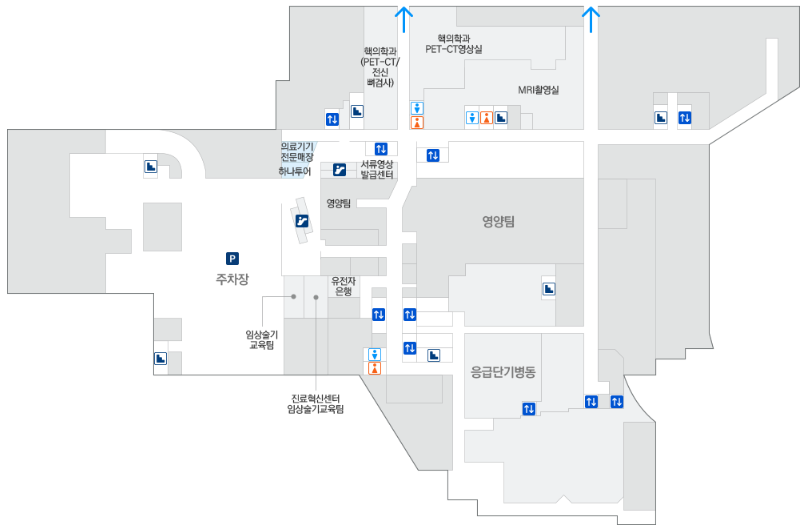 핵의학과
(PET-CT/
전신
뼈검사)
핵의학과
PET-CT영상실
MRI촬영실
의료기기
전문매장
하나투어
서류영상
발급센터
영양팀
영양팀
P
주차장
유전자
은행
임상술기
교육팀
진료혁신센터
임상술기교육팀
응급단기병동